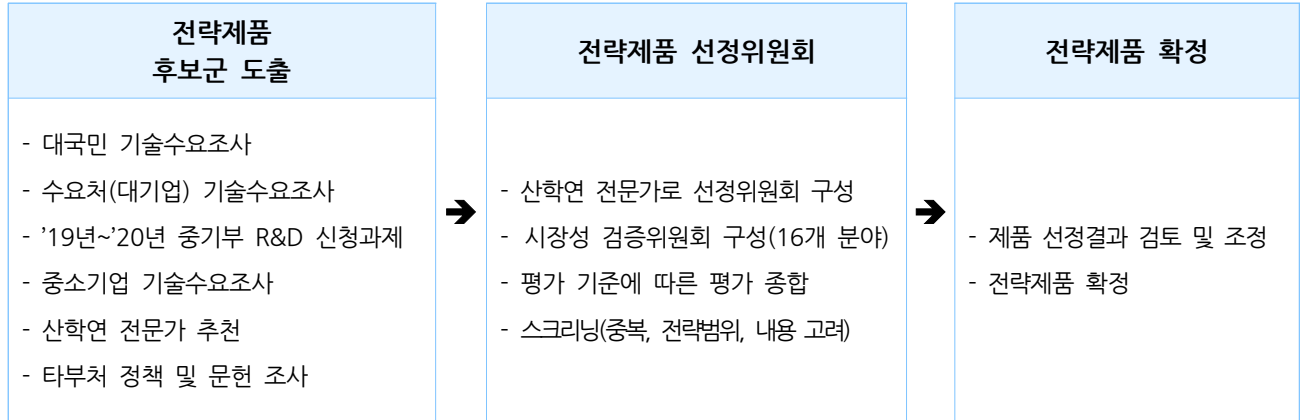 전략제품
후보군 도출
- 대국민 기술수요조사
- 수요처(대기업) 기술수요조사
- ’19년~’20년 중기부 R&D 신청과제
- 중소기업 기술수요조사
- 산학연 전문가 추천
- 타부처 정책 및 문헌 조사
전략제품 선정위원회
- 산학연 전문가로 선정위원회 구성
- 시장성 검증위원회 구성(16개 분야)
- 평가 기준에 따른 평가 종합
- 스크리닝(중복, 전략범위, 내용 고려)
전략제품 확정
- 제품 선정결과 검토 및 조정
- 전략제품 확정